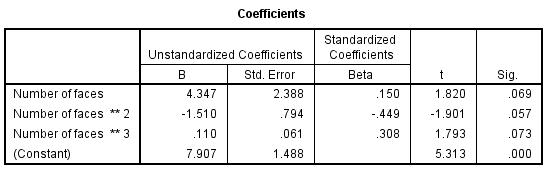 Coefficients
Unstandardized Coefficients Standardized Coefficients
B Std. Error Beta t Sig.
Number of faces 4.347 2.388 .150 1.820 .069
Number of faces ** 2 -1.510 .794 -.449 -1.901 .057
Number of faces ** 3 .110 .061 .308 1.793 .073
(Constant) 7.907 1.488 5.313 .000